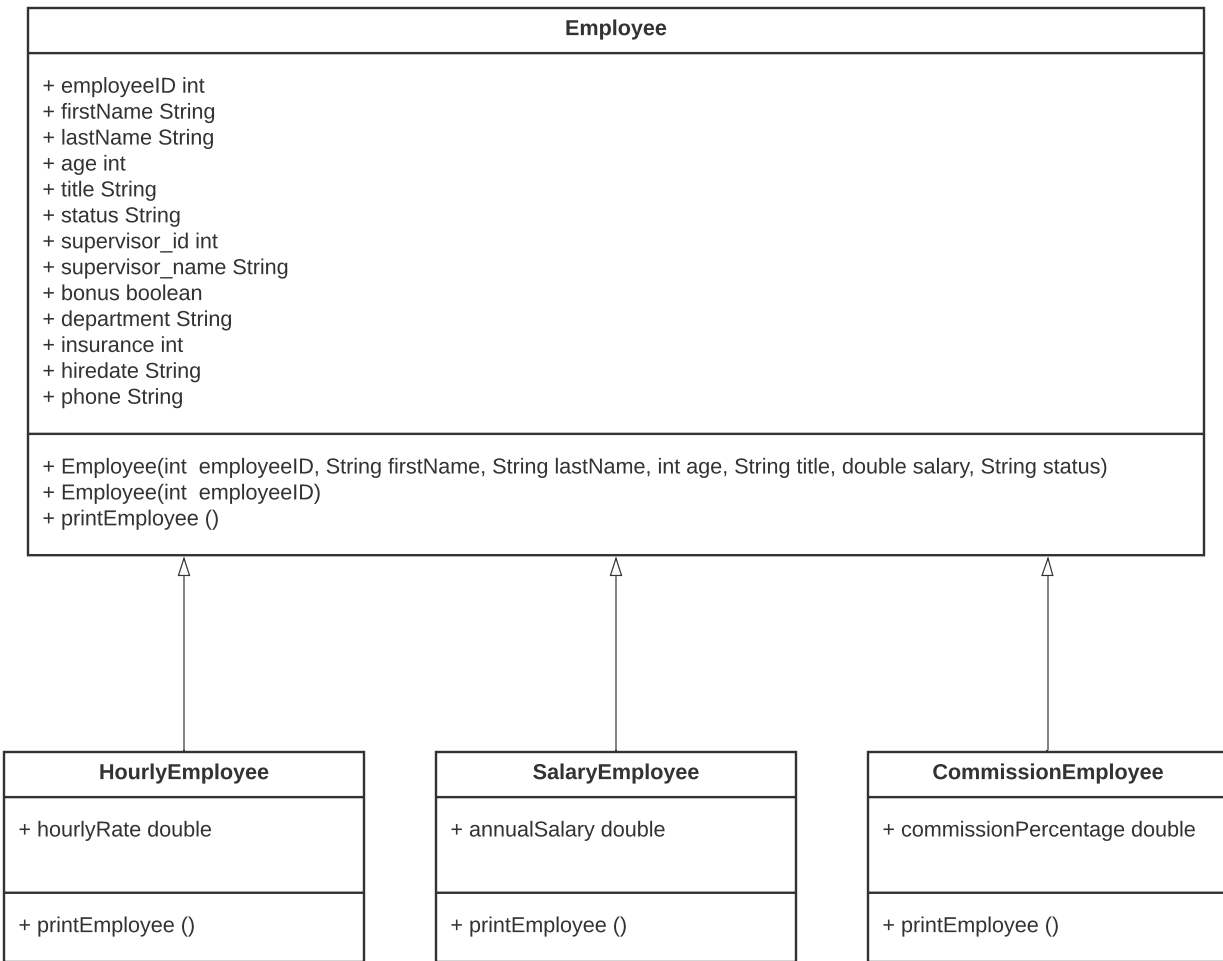 Employee
+ employeeID int
+ firstName String
+ lastName String
+ age int
+ title String
+ status String
+ supervisor_id int
+ supervisor_name String
+ bonus boolean
+ department String
+ insurance int
+ hiredate String
+ phone String
+ Employee(int  employeeID, String firstName, String lastName, int age, String title, double salary, String status)
+ Employee(int  employeeID)
+ printEmployee ()
HourlyEmployee
+ hourlyRate double
+ printEmployee ()
SalaryEmployee
+ annualSalary double
+ printEmployee ()
CommissionEmployee
+ commissionPercentage double
+ printEmployee ()